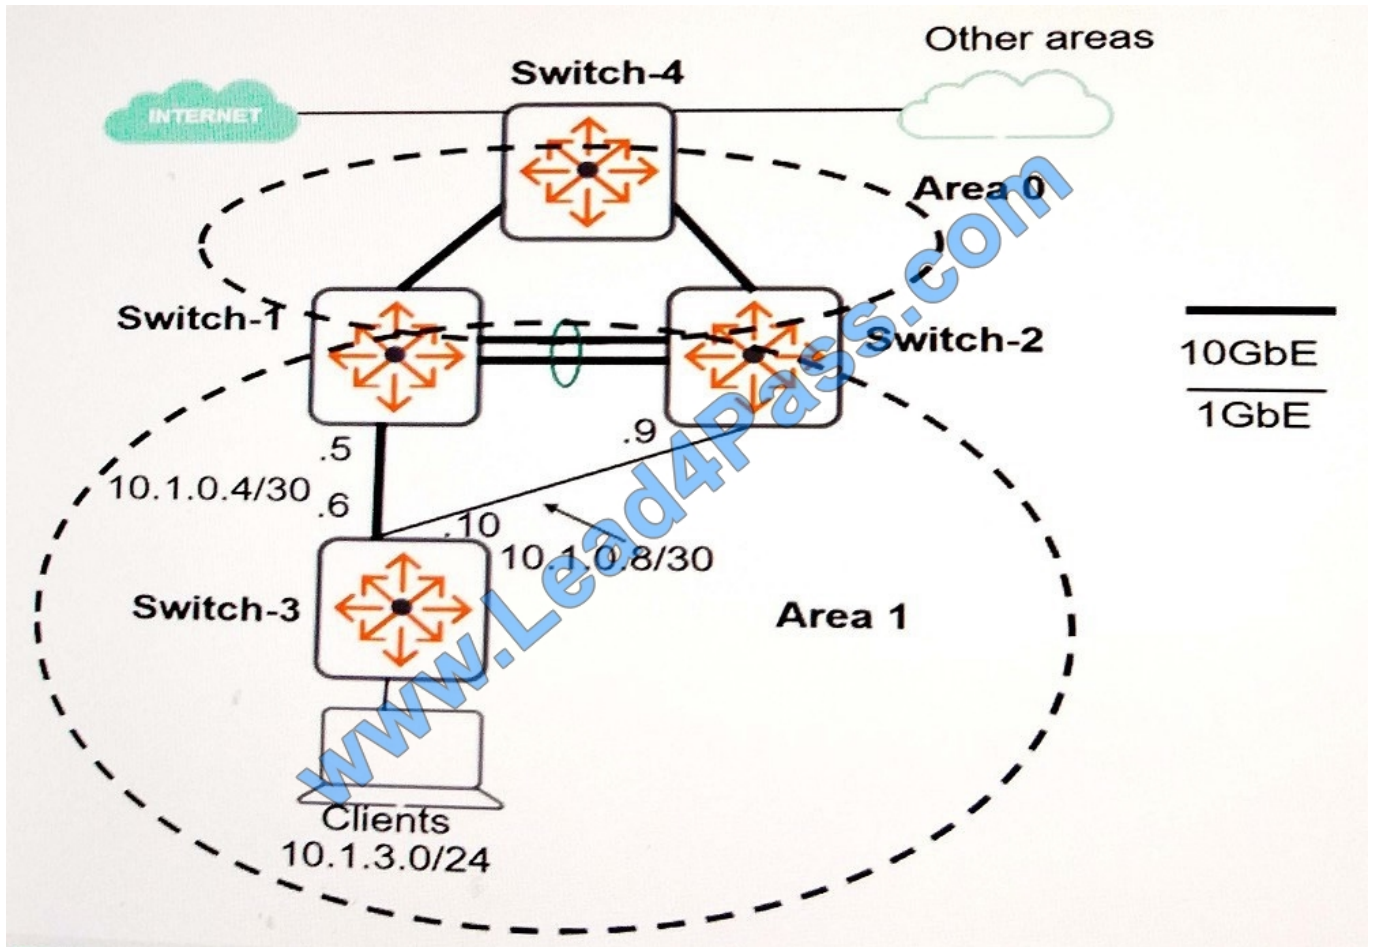 Other areas
Switch-4
INTERNET
Area 0
Switch-1
Switch-2
10GbE
1GbE
.5
.9
10.1.0.4/30
.6
.10
10.1.0.8/30
Switch-3
Area 1
Clients
10.1.3.0/24
www.Lead4Pass.com